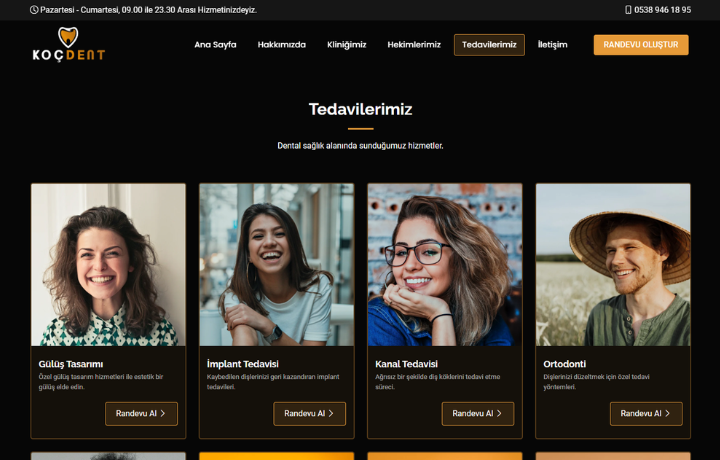 Pazartesi - Cumartesi, 09.00 ile 23.30 Arası Hizmetinizdeyiz.
0538 946 18 95
KOÇDENT
Ana Sayfa
Hakkımızda
Kliniğimiz
Hekimlerimiz
Tedavilerimiz
İletişim
RANDEVU OLUŞTUR
Tedavilerimiz
Dental sağlık alanında sunduğumuz hizmetler.
Gülüş Tasarımı
Özel gülüş tasarım hizmetleri ile estetik bir
gülüş elde edin.
Randevu Al
İmplant Tedavisi
Kaybedilen dişlerinizi geri kazandıran implant
tedavileri.
Randevu Al
Kanal Tedavisi
Ağrısız bir şekilde diş köklerini tedavi etme
süreci.
Randevu Al
Ortodonti
Dişlerinizi düzeltmek için özel tedavi
yöntemleri.
Randevu Al